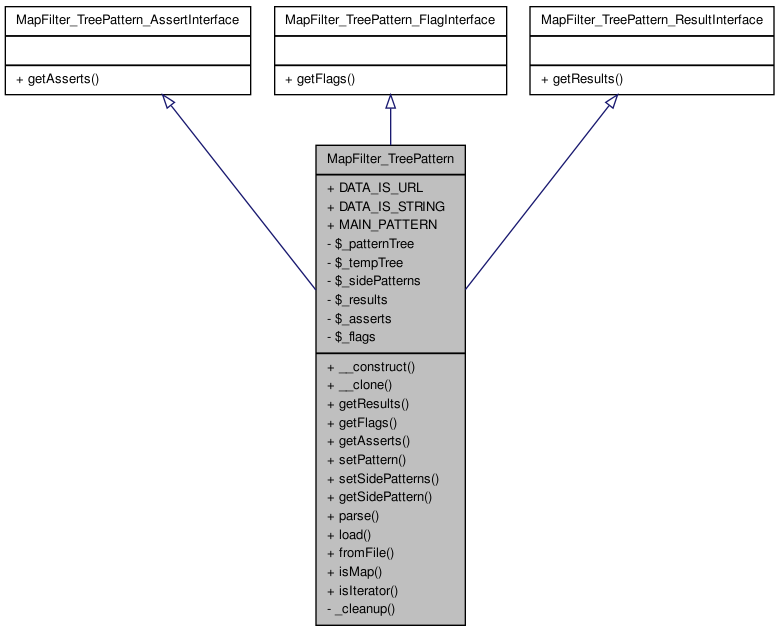 MapFilter_TreePattern_AssertInterface
+ getAsserts()
MapFilter_TreePattern_FlagInterface
+ getFlags()
MapFilter_TreePattern_ResultInterface
+ getResults()
MapFilter_TreePattern
+ DATA_IS_URL
+ DATA_IS_STRING
+ MAIN_PATTERN
- $_patternTree
- $_tempTree
- $_sidePatterns
- $_results
- $_asserts
- $_flags
+ __construct()
+ __clone()
+ getResults()
+ getFlags()
+ getAsserts()
+ setPattern()
+ setSidePatterns()
+ getSidePattern()
+ parse()
+ load()
+ fromFile()
+ isMap()
+ isIterator()
- _cleanup()